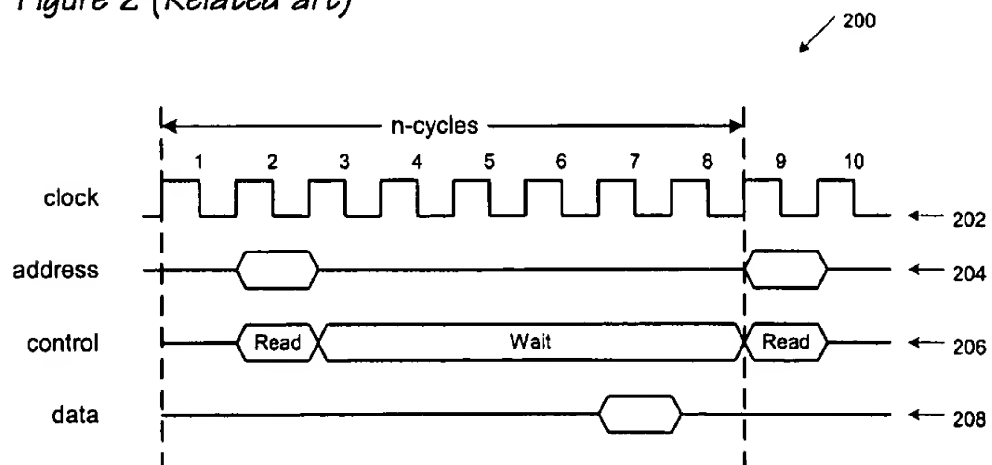 Figure 2 (Related art)
200
n-cycles
1 2 3 4 5 6 7 8 9 10
clock
202
address
204
control Read Wait Read
206
data
208